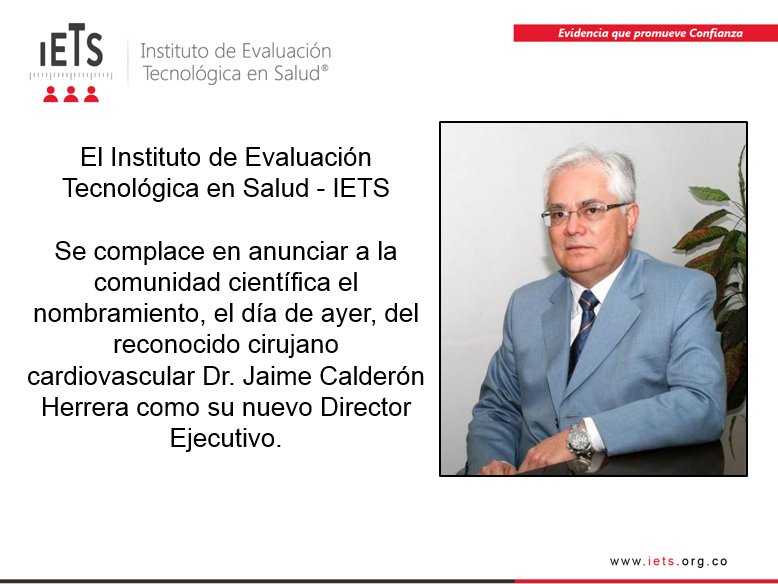 IETS
Instituto de Evaluación
Tecnológica en Salud®
Evidencia que promueve Confianza
El Instituto de Evaluación
Tecnológica en Salud - IETS
Se complace en anunciar a la
comunidad científica el
nombramiento, el día de ayer, del
reconocido cirujano
cardiovascular Dr. Jaime Calderón
Herrera como su nuevo Director
Ejecutivo.
www.iets.org.co